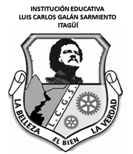 INSTITUCIÓN EDUCATIVA
LUIS CARLOS GALÁN SARMIENTO
ITAGÜÍ
I.E.L.C.G.S.
LA BELLEZA EL BIEN LA VERDAD